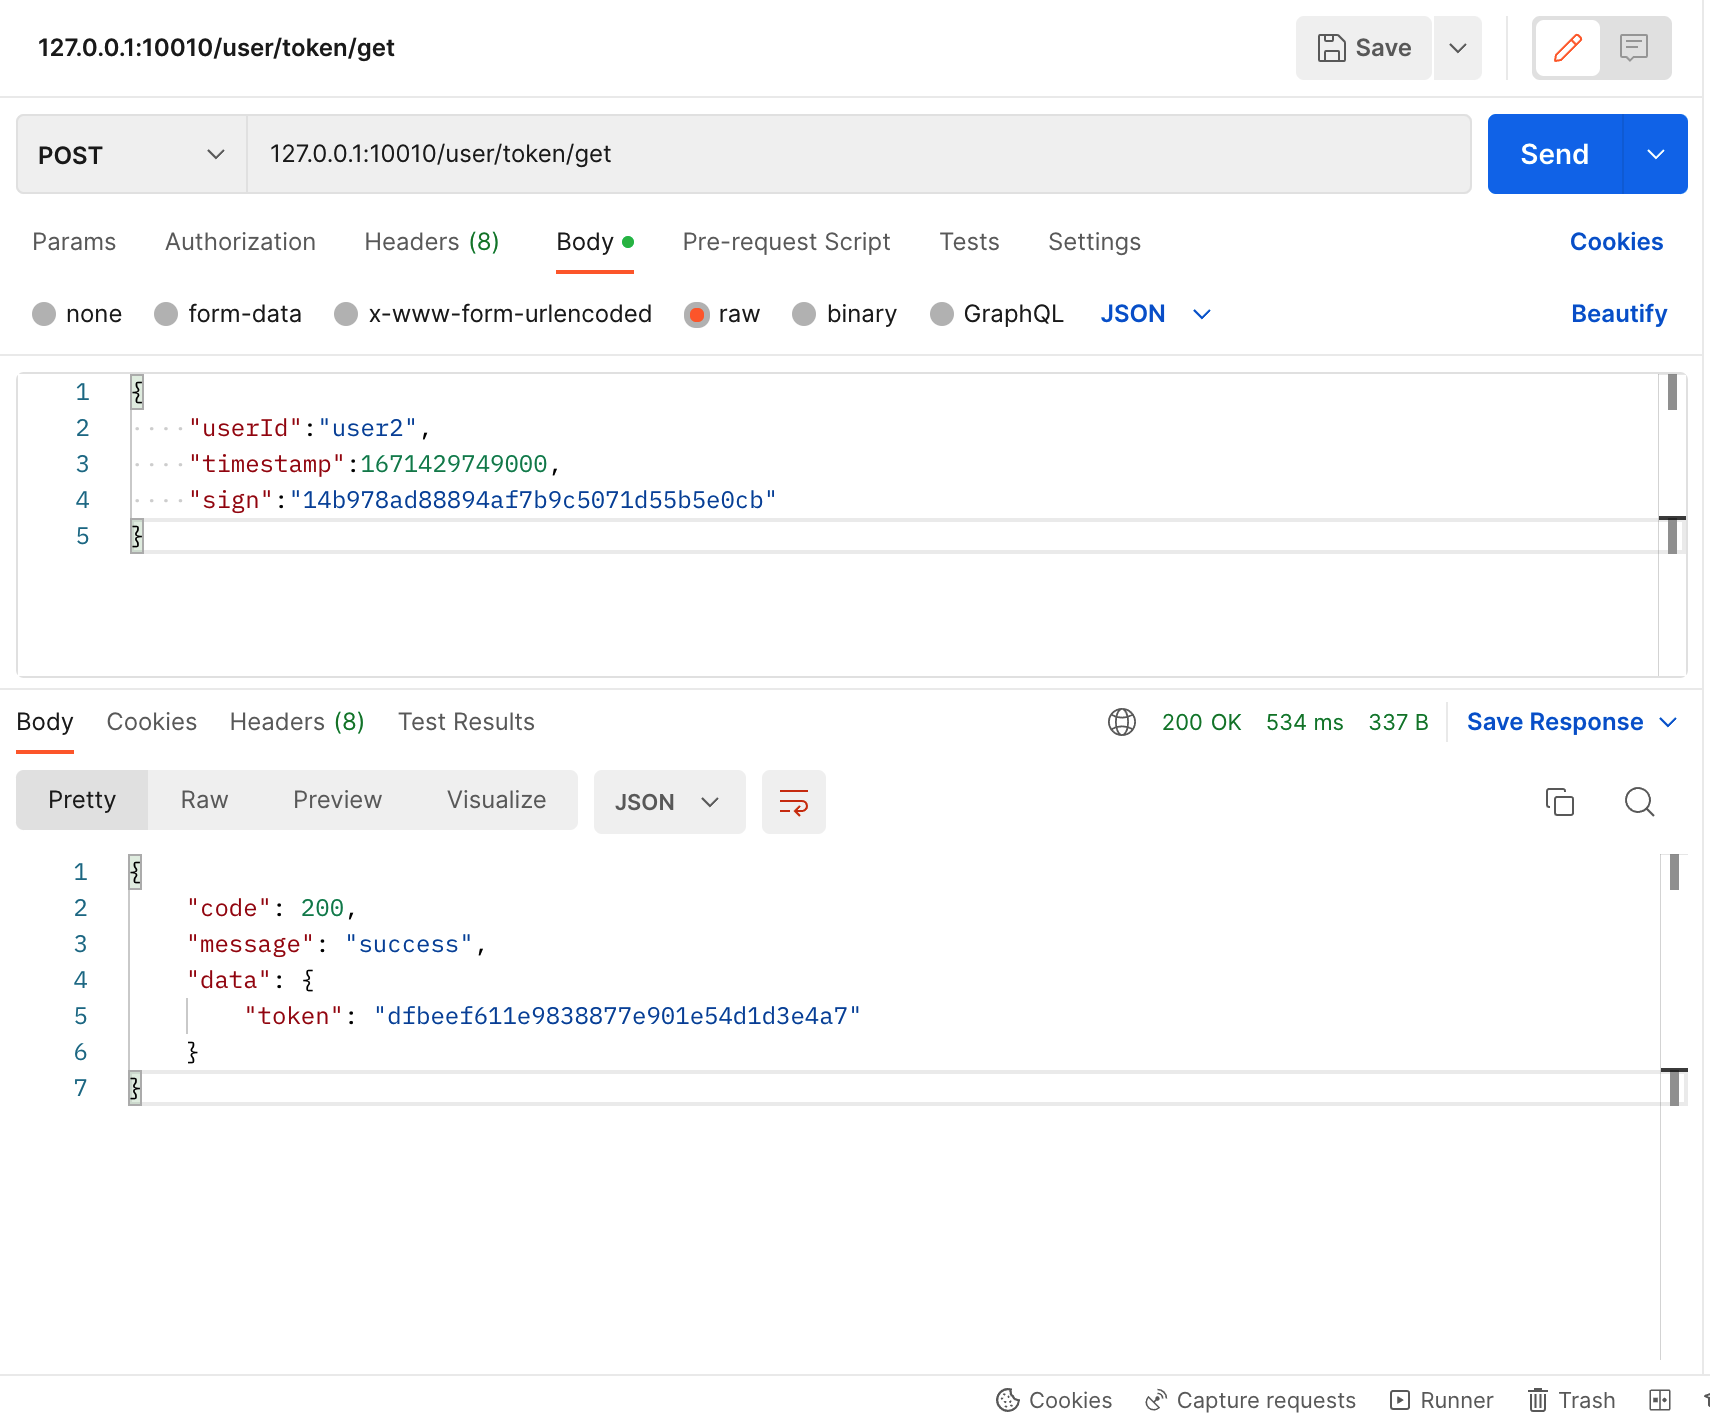 127.0.0.1:10010/user/token/get
Save
POST
127.0.0.1:10010/user/token/get
Send
Params Authorization Headers (8) Body Pre-request Script Tests Settings Cookies
none form-data x-www-form-urlencoded raw binary GraphQL JSON Beautify
1 {
2 "userId":"user2",
3 "timestamp":1671429749000,
4 "sign":"14b978ad88894af7b9c5071d55b5e0cb"
5 }
Body Cookies Headers (8) Test Results 200 OK 534 ms 337 B Save Response
Pretty Raw Preview Visualize JSON
1 {
2 "code": 200,
3 "message": "success",
4 "data": {
5 "token": "dfbeef611e9838877e901e54d1d3e4a7"
6 }
7 }
Cookies Capture requests Runner Trash